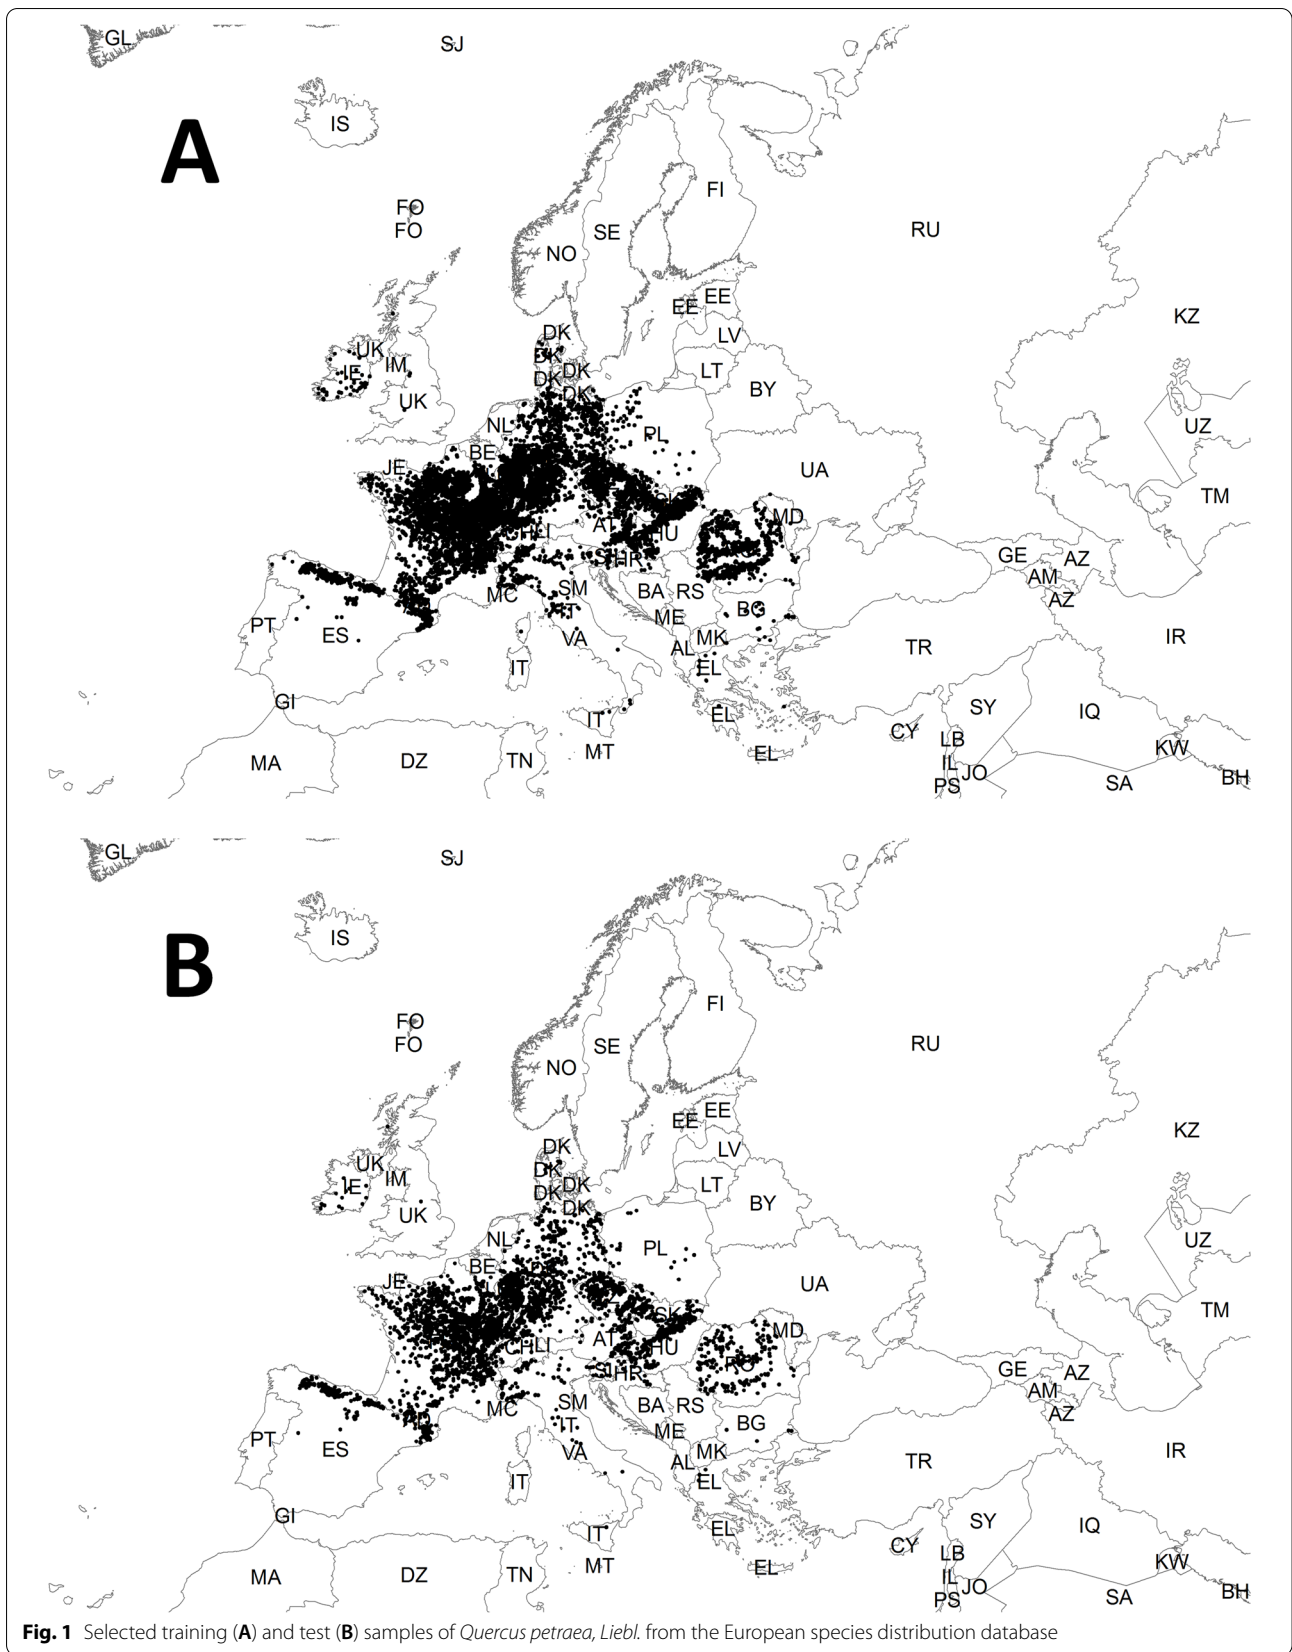 GL
SJ
IS
A
FI
FO
FO
RU
SE
NO
EE
EE
KZ
DK
LV
UK
DK
IM
IE
DK
DK
LT
BY
DK
UK
UZ
NL
PL
BE
JE
UA
TM
MD
AT
CHLI
HU
SI
HR
GE
AZ
AM
AZ
SM
MC
BA
RS
IT
BG
ME
PT
ES
VA
MK
IR
AL
TR
IT
EL
GI
SY
IQ
IT
EL
CY
LB
KW
MT
EL
MA
DZ
TN
IL
JO
PS
SA
BH
GL
SJ
IS
B
FI
FO
FO
RU
SE
NO
EE
EE
KZ
DK
LV
UK
DK
IM
IE
DK
DK
LT
BY
DK
UK
UZ
NL
PL
BE
JE
UA
TM
SK
MD
AT
CHLI
HU
RO
SI
HR
GE
AZ
AM
AZ
SM
MC
BA
RS
IT
BG
ME
PT
ES
VA
MK
IR
AL
TR
IT
EL
GI
SY
IQ
IT
EL
CY
LB
KW
MT
EL
MA
DZ
TN
IL
JO
PS
SA
BH
Fig. 1 Selected training (A) and test (B) samples of Quercus petraea, Liebl. from the European species distribution database